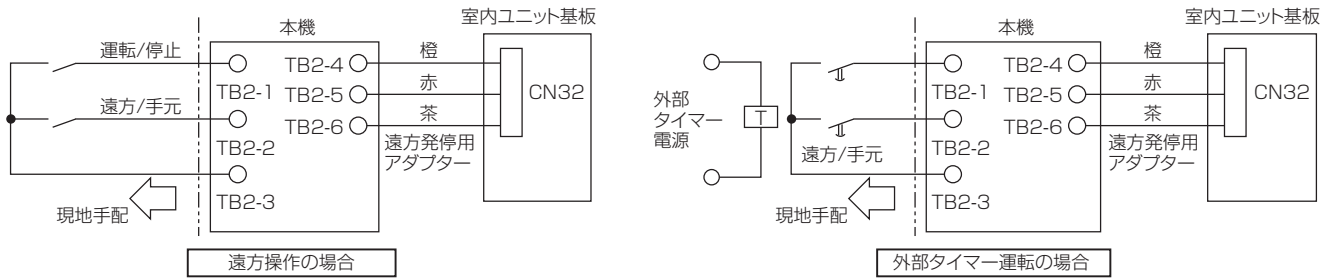 室内ユニット基板
本機
運転/停止
橙
TB2-4
TB2-1
赤
TB2-5
CN32
遠方/手元
茶
TB2-6
TB2-2
遠方発停用
アダプター
TB2-3
現地手配
遠方操作の場合
室内ユニット基板
本機
橙
TB2-4
TB2-1
外部
タイマー
電源
T
赤
TB2-5
CN32
茶
TB2-6
遠方/手元
TB2-2
遠方発停用
アダプター
TB2-3
現地手配
外部タイマー運転の場合